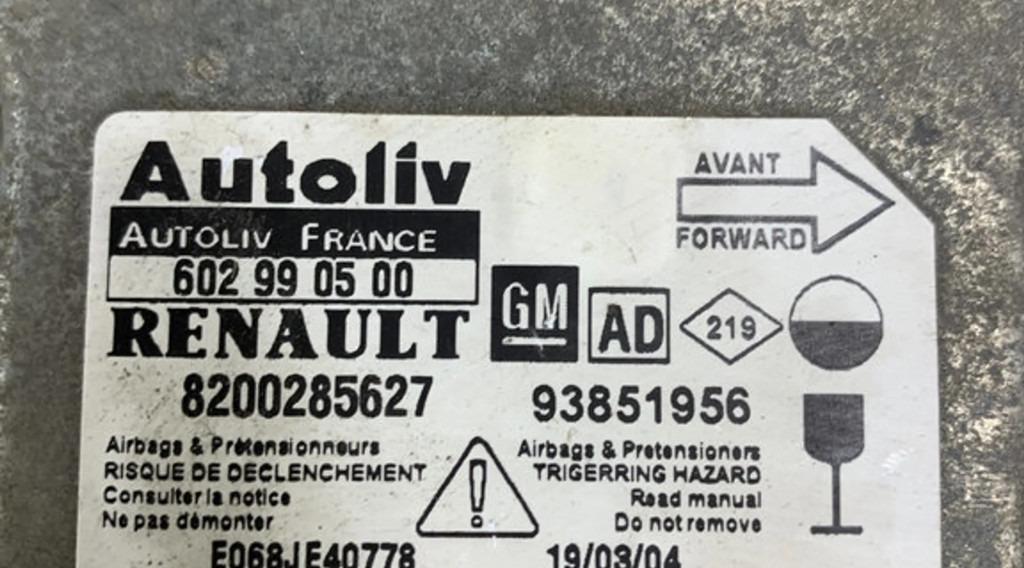 Autoliv
AUTOLIV FRANCE
602 99 05 00
RENAULT
AVANT
FORWARD
GM
AD
219
8200285627
93851956
Airbags & Prétensionneurs
RISQUE DE DECLENCHEMENT
Consulter la notice
Ne pas démonter
Airbags & Pretensioners
TRIGERRING HAZARD
Read manual
Do not remove
E068JE40778
19/03/04